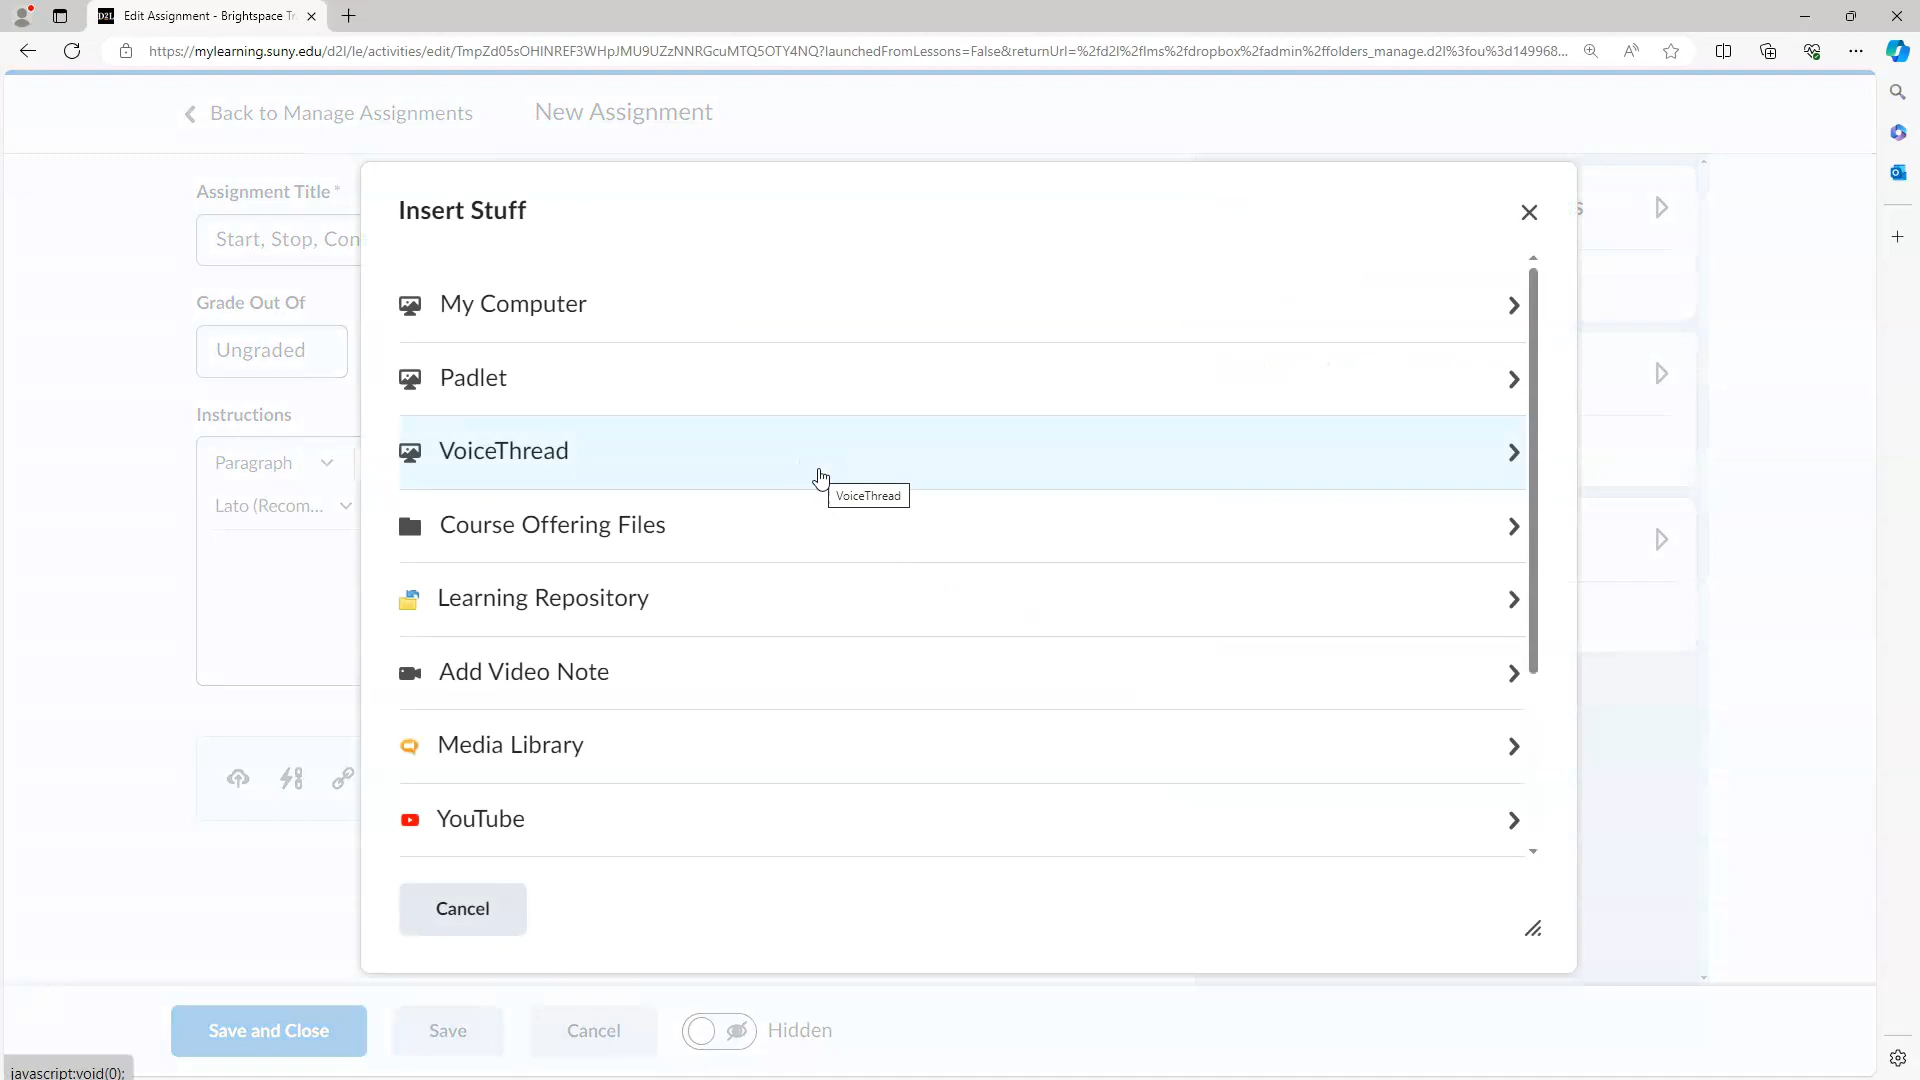 Edit Assignment - Brightspace Tr
https://mylearning.suny.edu/d2l/le/activities/edit/TmpZd05sOHlNREF3WHpJMU9UZzNNRGcuMTQ5OTY4NQ?launchedFromLessons=False&returnUrl=%2fd2l%2flms%2fdropbox%2fadmin%2ffolders_manage.d2l%3fou%3d149968...
Back to Manage Assignments
New Assignment
Assignment Title *
Start, Stop, Con
Grade Out Of
Ungraded
Instructions
Paragraph
Lato (Recom...
Insert Stuff
My Computer
Padlet
VoiceThread
VoiceThread
Course Offering Files
Learning Repository
Add Video Note
Media Library
YouTube
Cancel
s
Save and Close
Save
Cancel
Hidden
javascript:void(0);